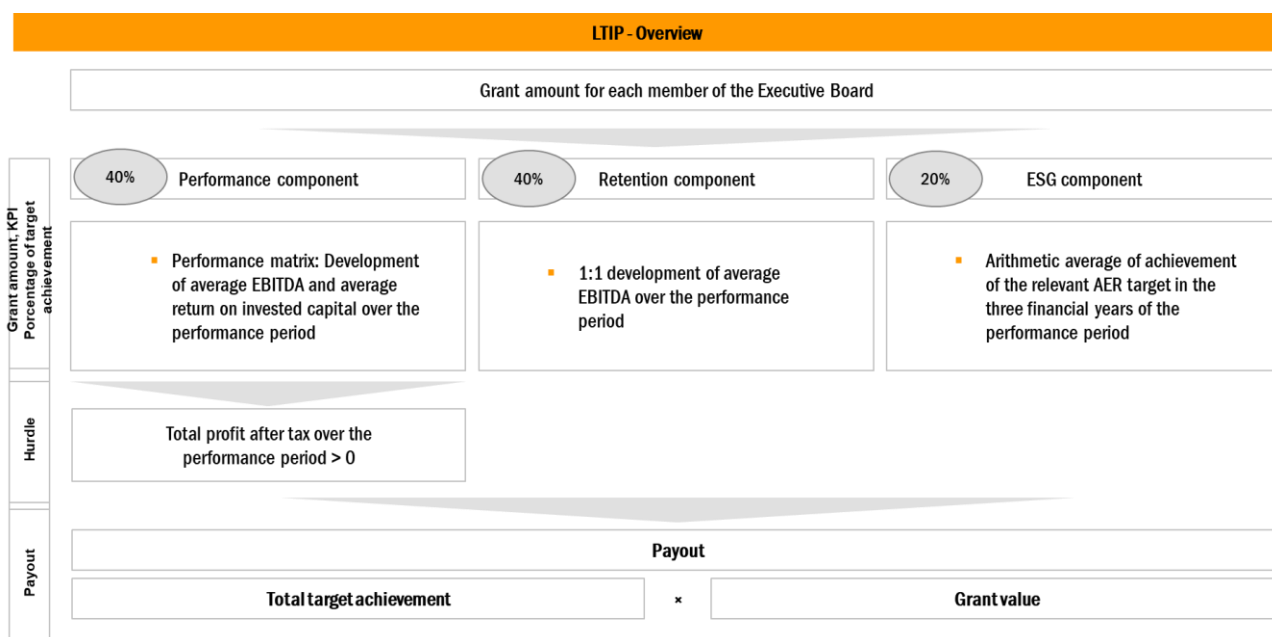 LTIP - Overview
Grant amount for each member of the Executive Board
Grant amount, KPI
Porcentage of target
achievement
40%
Performance component
40%
Retention component
20%
ESG component
▪ Performance matrix: Development
of average EBITDA and average
return on invested capital over the
performance period
▪ 1:1 development of average
EBITDA over the performance
period
▪ Arithmetic average of achievement
of the relevant AER target in the
three financial years of the
performance period
Hurdle
Total profit after tax over the
performance period > 0
Payout
Payout
Total target achievement
×
Grant value